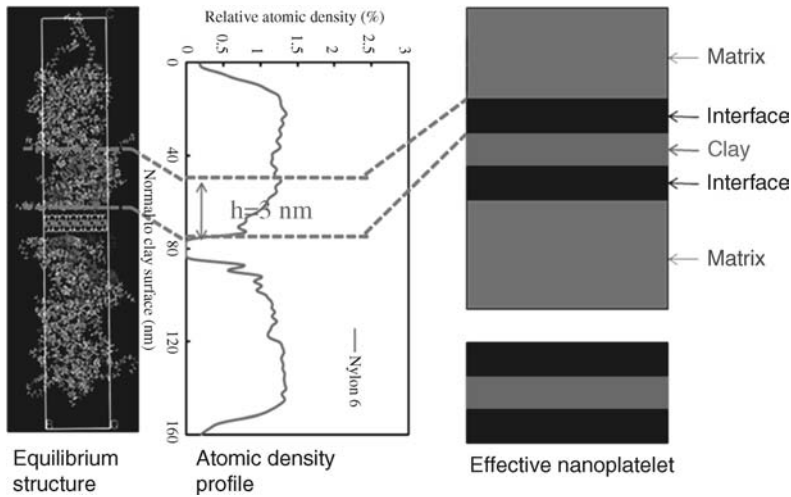 Relative atomic density (%)
0 0.5 1 1.5 2 2.5 3
0
40
80
120
160
Normal to clay surface (nm)
h=3 nm
Nylon 6
Matrix
Interface
Clay
Interface
Matrix
Equilibrium
structure
Atomic density
profile
Effective nanoplatelet